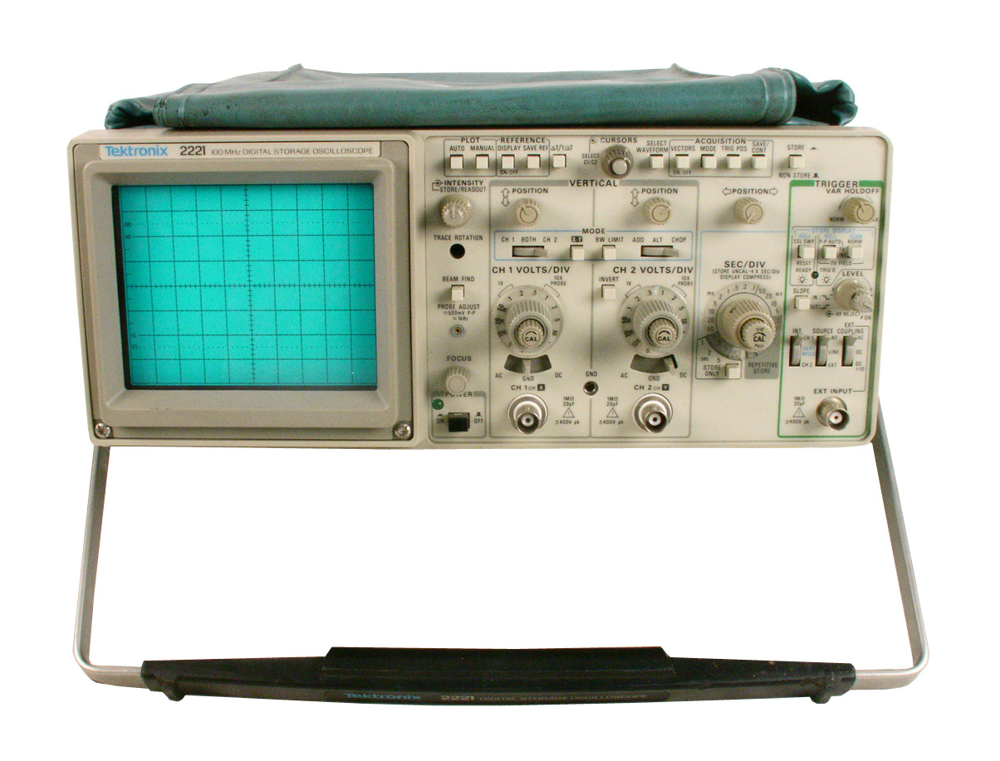 Tektronix 2221 100 MHz DIGITAL STORAGE OSCILLOSCOPE
PLOT
AUTO MANUAL
REFERENCE
DISPLAY SAVE REF
ON/OFF
ΔT/1/ΔT
CURSORS
SELECT
C1/C2
SELECT
WAVEFORM
ACQUISITION
VECTORS MODE TRIG POS
ON/OFF
SAVE/
CONT
STORE
NON STORE
INTENSITY
STORE/READOUT
TRACE ROTATION
BEAM FIND
PROBE ADJUST
≈500mV P-P
≈1kHz
FOCUS
POWER
ON OFF
VERTICAL
POSITION
POSITION
MODE
CH 1 BOTH CH 2
X-Y
BW LIMIT
ADD ALT CHOP
CH 1 VOLTS/DIV
1X
10X
PROBE
CAL
AC GND DC
CH 1 OR X
1MΩ
20pF
≤400V pk
INVERT
CH 2 VOLTS/DIV
1X
10X
PROBE
CAL
AC GND DC
GND
CH 2 OR Y
1MΩ
20pF
≤400V pk
POSITION
SEC/DIV
(STORE UNCAL-4 X SEC/DIV
DISPLAY COMPRESS)
CAL
STORE
ONLY
REPETITIVE
STORE
TRIGGER
VAR HOLDOFF
NORM
STORE DISPLAY
ROLL ROLL SCAN
SGL SWP P-P AUTO NORM
TV FIELD
RESET
READY TRIG'D
LEVEL
SLOPE
IN:
OUT:
HF REJECT
INT SOURCE COUPLING
EXT
CH 1
VERT
MODE
CH 2
INT
LINE
EXT
AC
DC
DC
÷10
EXT INPUT
1MΩ
20pF
≤400V pk
Tektronix 2221 DIGITAL STORAGE OSCILLOSCOPE